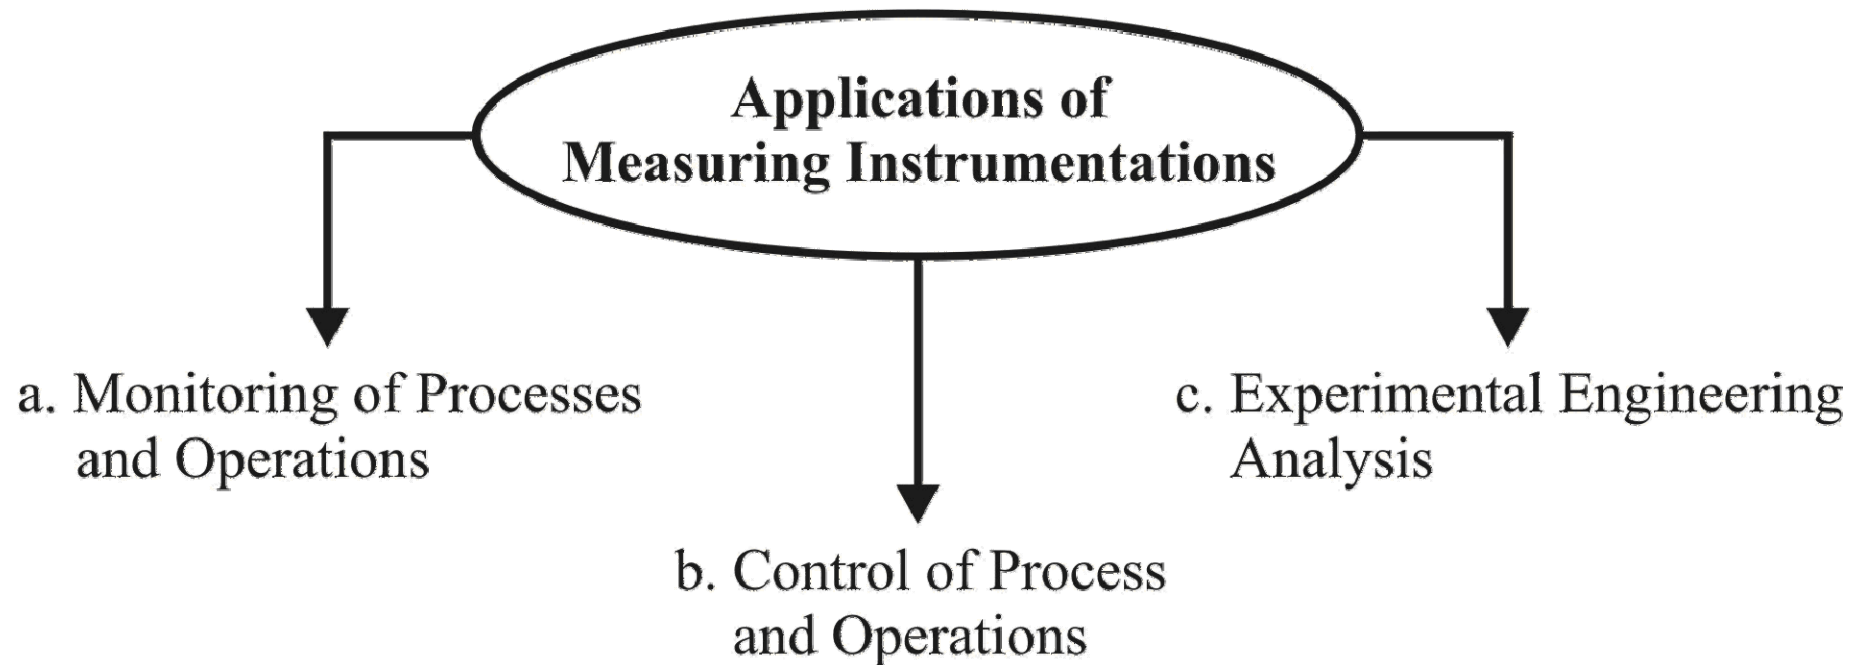 Applications of
Measuring Instrumentations
a. Monitoring of Processes
and Operations
b. Control of Process
and Operations
c. Experimental Engineering
Analysis